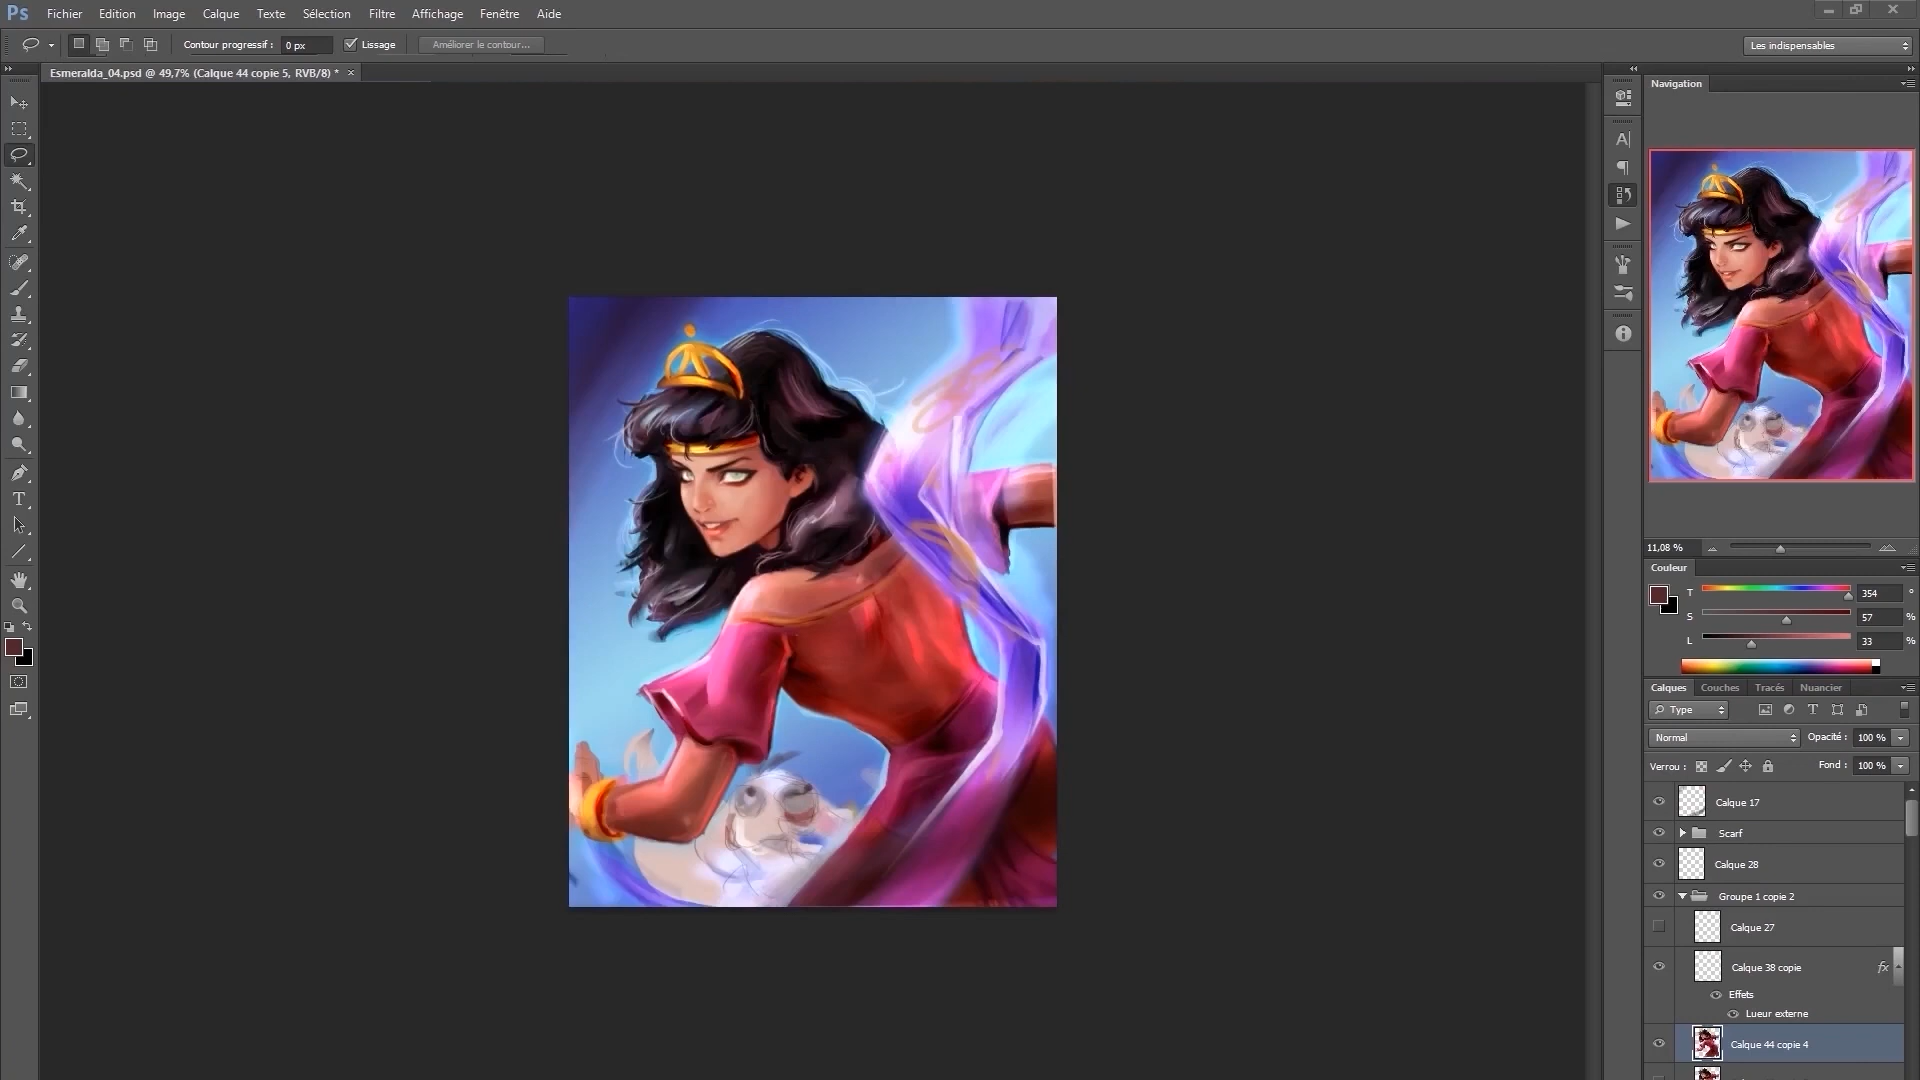 Ps Fichier Edition Image Calque Texte Sélection Filtre Affichage Fenêtre Aide
Contour progressif : 0 px Lissage Améliorer le contour... Les indispensables
Esmeralda_04.psd @ 49,7% (Calque 44 copie 5, RVB/8) *
Navigation
11,08 %
Couleur
T 354 °
S 57 %
L 33 %
Calques Couches Tracés Nuancier
Type
Normal Opacité : 100 %
Verrou : Fond : 100 %
Calque 17
Scarf
Calque 28
Groupe 1 copie 2
Calque 27
Calque 38 copie fx
Effets
Lueur externe
Calque 44 copie 4